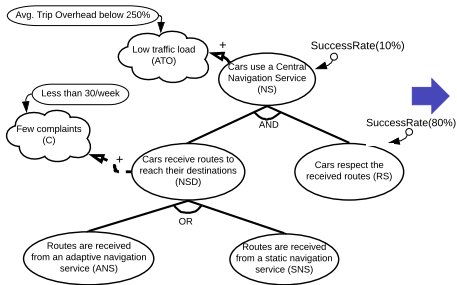 Avg. Trip Overhead below 250%
Low traffic load
(ATO)
+
SuccessRate(10%)
Cars use a Central
Navigation Service
(NS)
Less than 30/week
AND
SuccessRate(80%)
Few complaints
(C)
+
Cars receive routes to
reach their destinations
(NSD)
Cars respect the
received routes (RS)
OR
Routes are received
from an adaptive navigation
service (ANS)
Routes are received
from a static navigation
service (SNS)